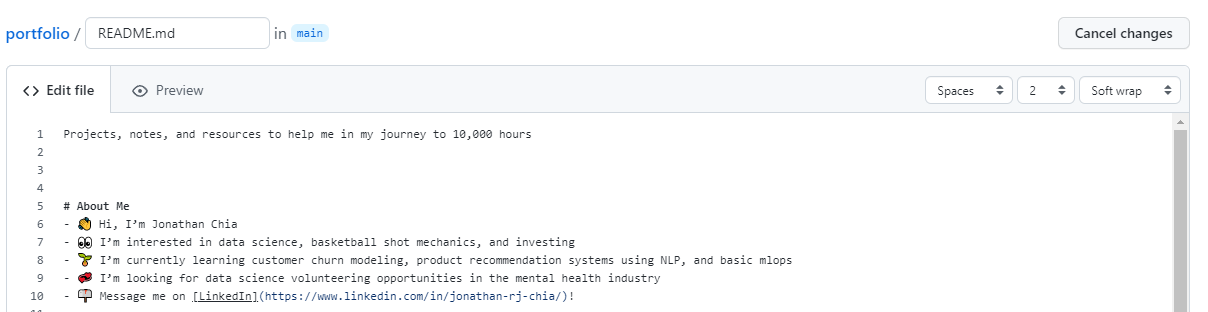 portfolio / README.md in main Cancel changes
Edit file Preview Spaces 2 Soft wrap
1 Projects, notes, and resources to help me in my journey to 10,000 hours
2
3
4
5 # About Me
6 - 👋 Hi, I’m Jonathan Chia
7 - 👀 I’m interested in data science, basketball shot mechanics, and investing
8 - 🌱 I’m currently learning customer churn modeling, product recommendation systems using NLP, and basic mlops
9 - 💞️ I’m looking for data science volunteering opportunities in the mental health industry
10 - 📫 Message me on [LinkedIn](https://www.linkedin.com/in/jonathan-rj-chia/)!